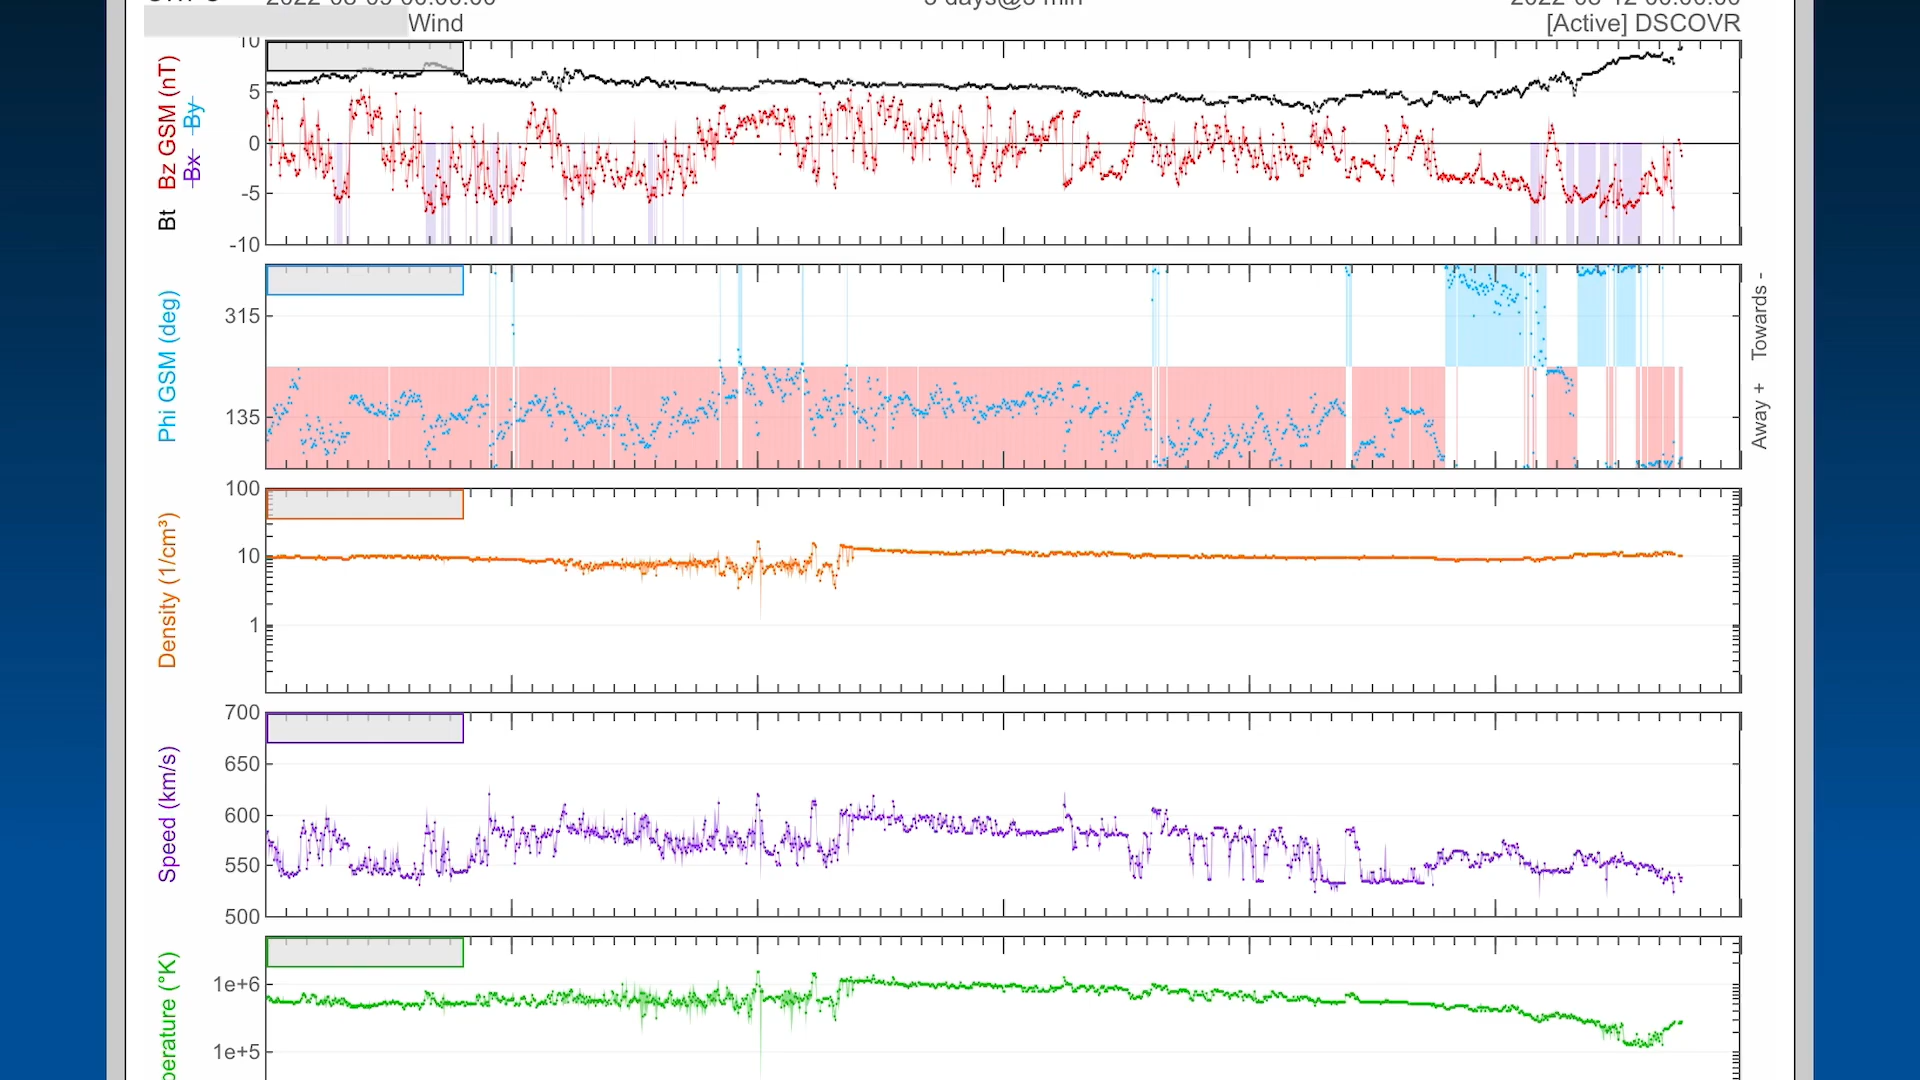 Wind
[Active] DSCOVR
Bt Bz GSM (nT)
Bx By
10
5
0
-5
-10
Phi GSM (deg)
315
135
Away + Towards -
Density (1/cm³)
100
10
1
Speed (km/s)
700
650
600
550
500
1e+6
1e+5